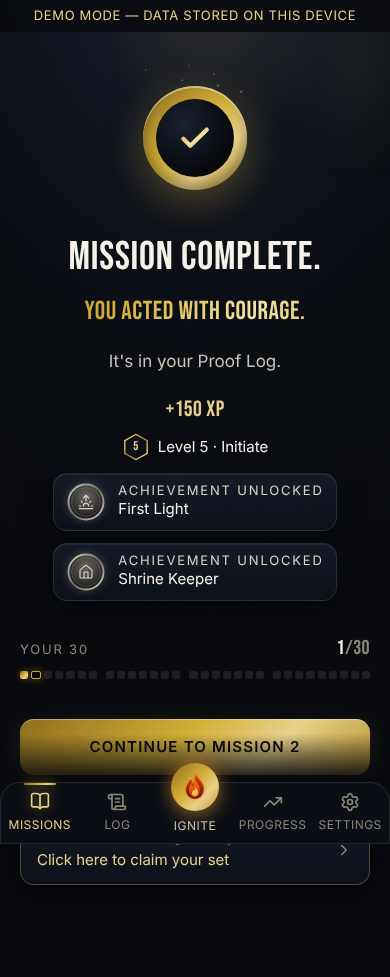 DEMO MODE — DATA STORED ON THIS DEVICE
MISSION COMPLETE.
YOU ACTED WITH COURAGE.
It's in your Proof Log.
+150 XP
5 Level 5 · Initiate
ACHIEVEMENT UNLOCKED
First Light
ACHIEVEMENT UNLOCKED
Shrine Keeper
YOUR 30 1/30
CONTINUE TO MISSION 2
MISSIONS LOG IGNITE PROGRESS SETTINGS
Click here to claim your set